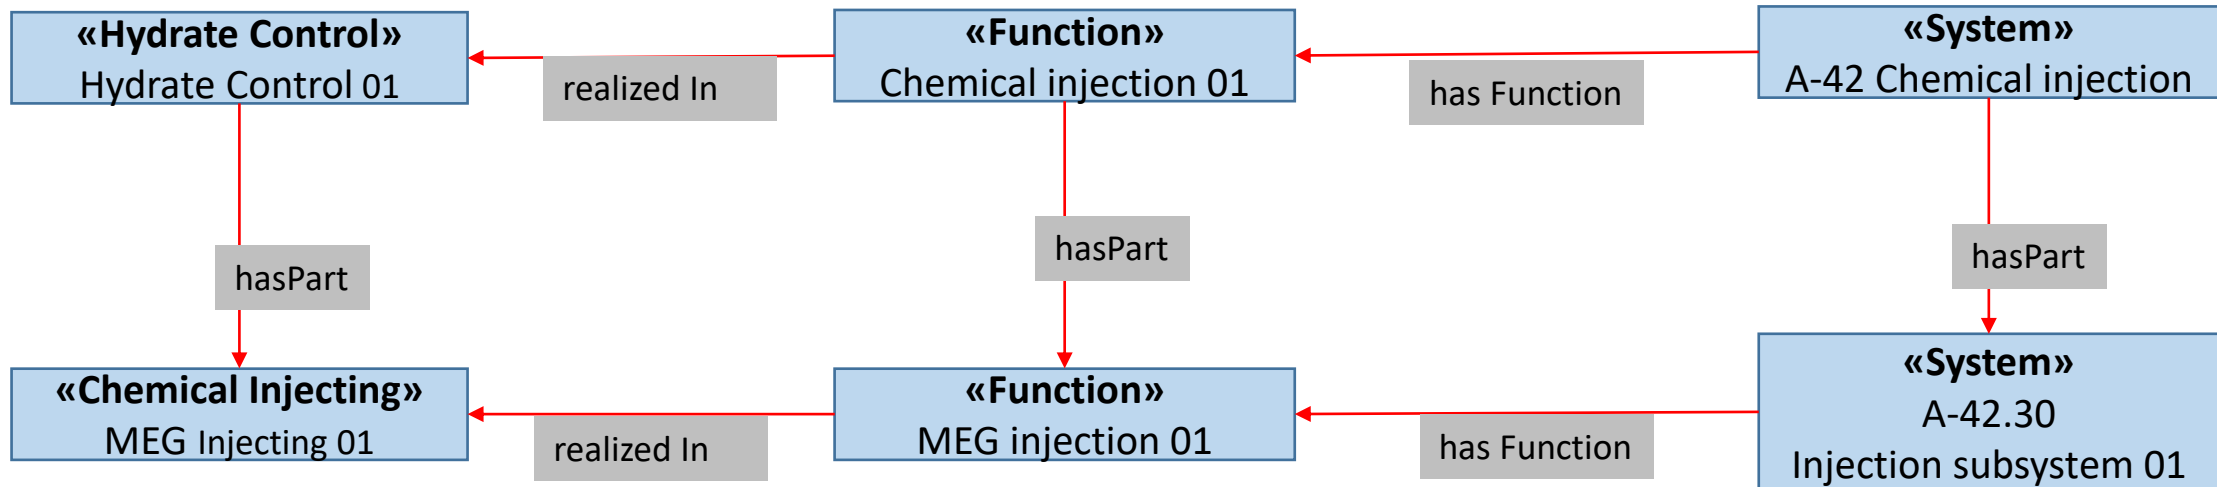 «Hydrate Control»
Hydrate Control 01
realized In
«Function»
Chemical injection 01
has Function
«System»
A-42 Chemical injection
hasPart
hasPart
hasPart
«Chemical Injecting»
MEG Injecting 01
realized In
«Function»
MEG injection 01
has Function
«System»
A-42.30
Injection subsystem 01